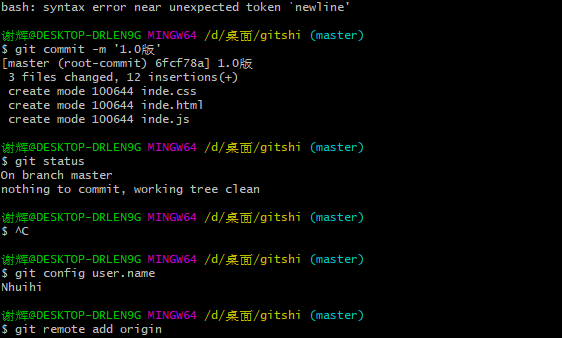 bash: syntax error near unexpected token `newline'
谢辉@DESKTOP-DRLEN9G MINGW64 /d/桌面/gitshi (master)
$ git commit -m '1.0版'
[master (root-commit) 6fcf78a] 1.0版
 3 files changed, 12 insertions(+)
 create mode 100644 inde.css
 create mode 100644 inde.html
 create mode 100644 inde.js
谢辉@DESKTOP-DRLEN9G MINGW64 /d/桌面/gitshi (master)
$ git status
On branch master
nothing to commit, working tree clean
谢辉@DESKTOP-DRLEN9G MINGW64 /d/桌面/gitshi (master)
$ ^C
谢辉@DESKTOP-DRLEN9G MINGW64 /d/桌面/gitshi (master)
$ git config user.name
Nhuihi
谢辉@DESKTOP-DRLEN9G MINGW64 /d/桌面/gitshi (master)
$ git remote add origin